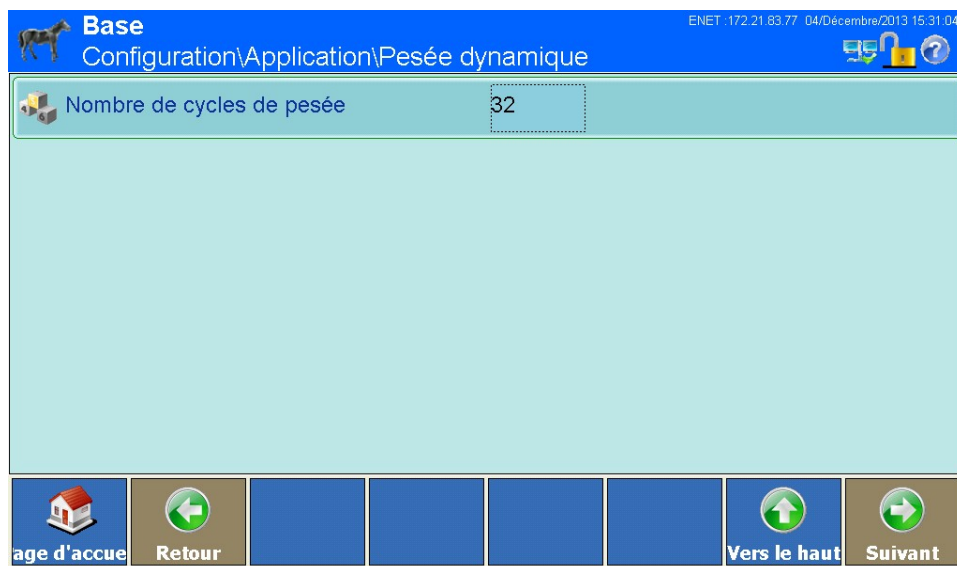 Base
ENET :172.21.83.77 04/Décembre/2013 15:31:04
Configuration\Application\Pesée dynamique
Nombre de cycles de pesée 32
age d'accue Retour Vers le haut Suivant